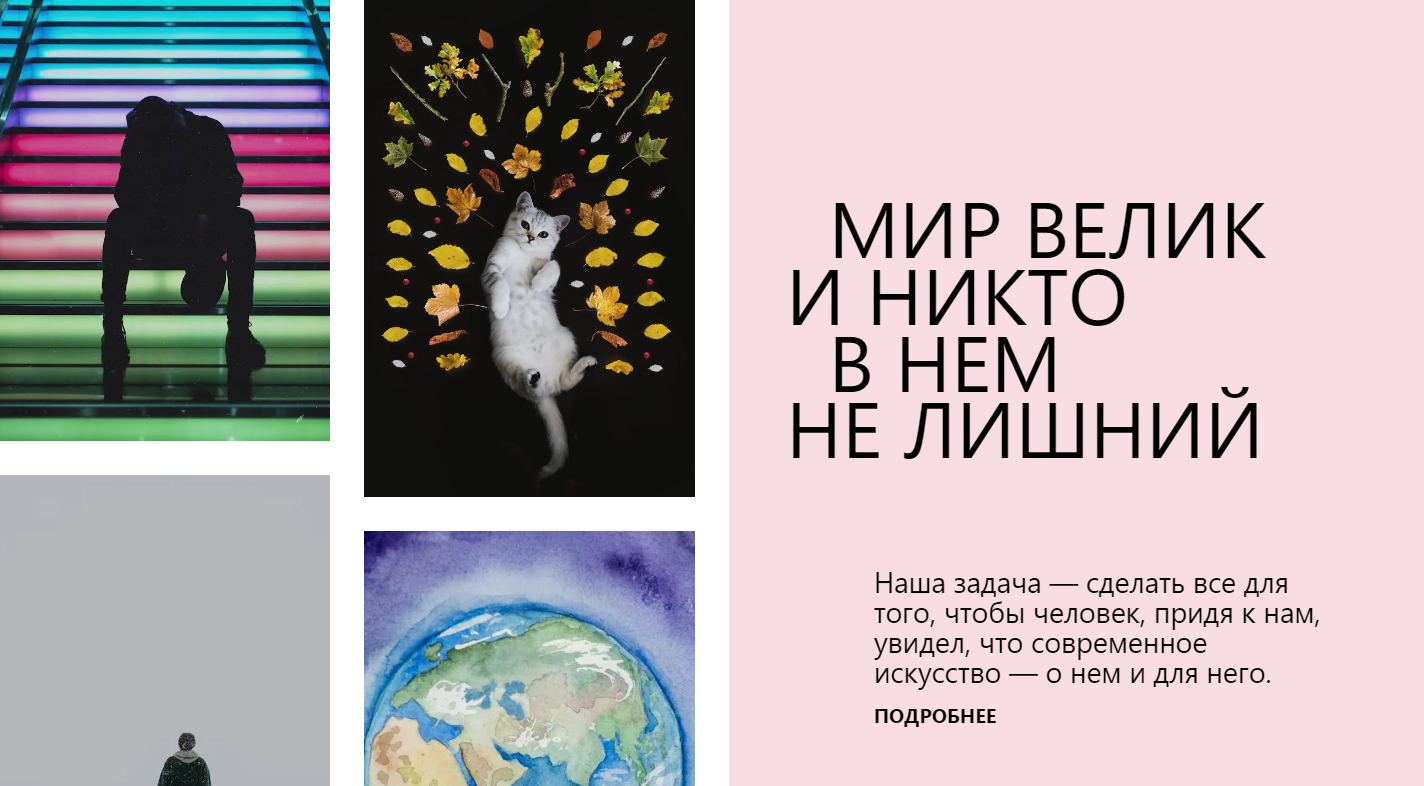 МИР ВЕЛИК
И НИКТО
В НЕМ
НЕ ЛИШНИЙ
Наша задача — сделать все для
того, чтобы человек, придя к нам,
увидел, что современное
искусство — о нем и для него.
ПОДРОБНЕЕ